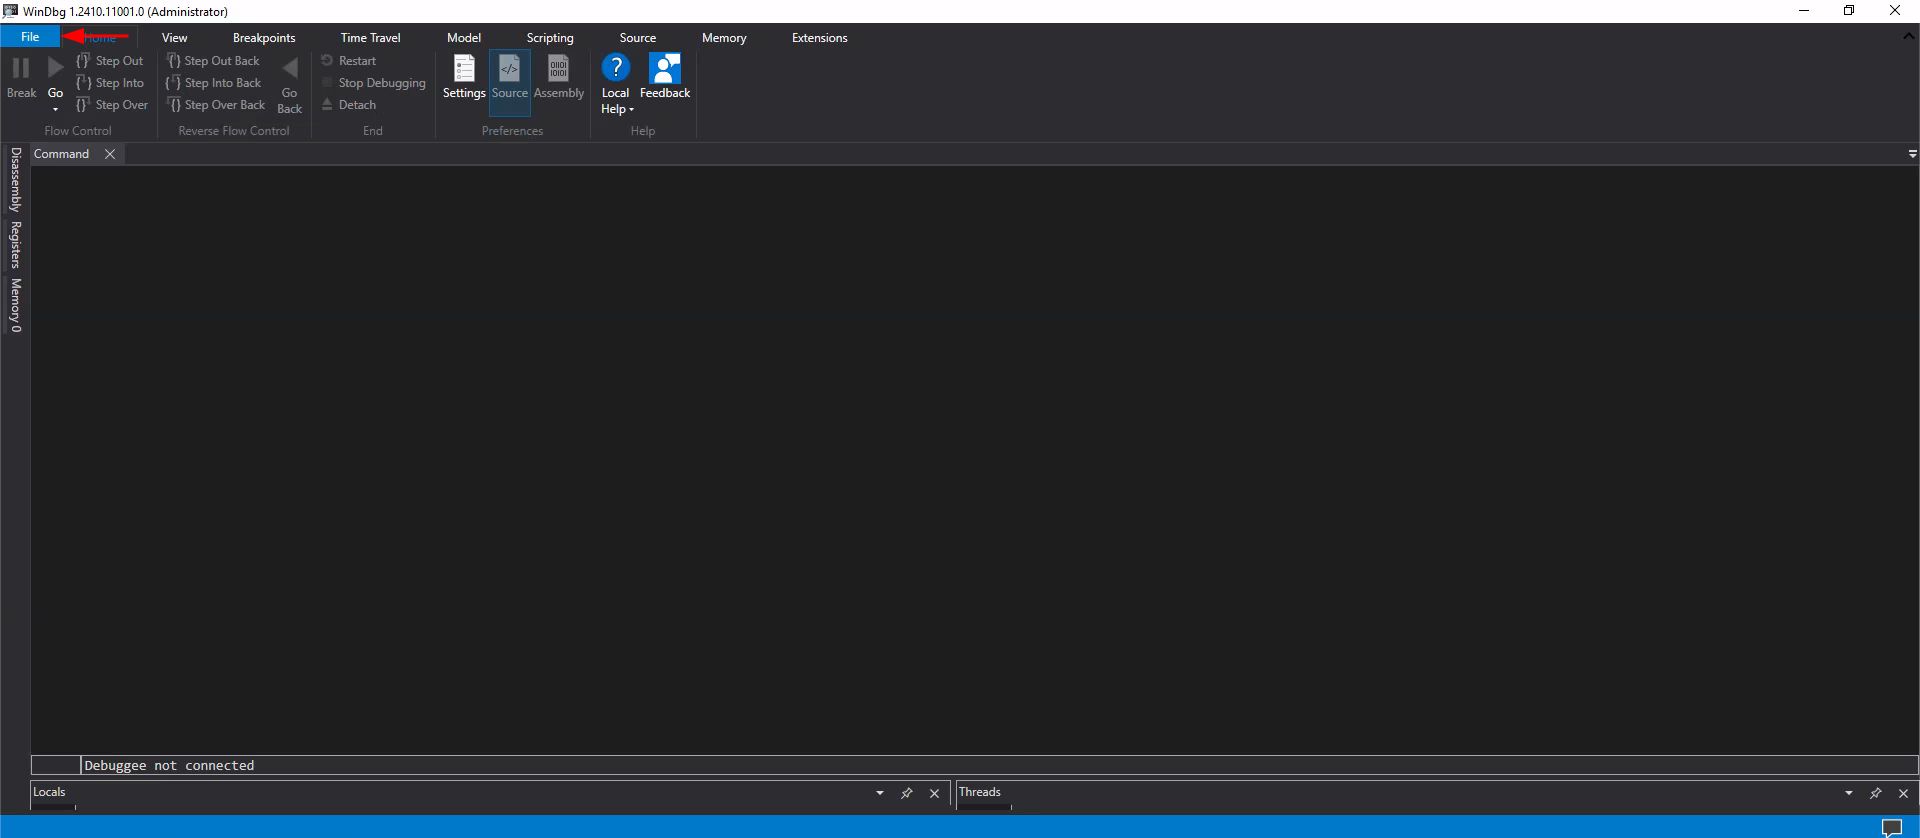 WinDbg 1.2410.11001.0 (Administrator)
File Home View Breakpoints Time Travel Model Scripting Source Memory Extensions
Break
Go
Step Out
Step Into
Step Over
Flow Control
Step Out Back
Step Into Back
Step Over Back
Go Back
Reverse Flow Control
Restart
Stop Debugging
Detach
End
Settings
Source
Assembly
Preferences
Local Help
Feedback
Help
Disassembly
Registers
Memory 0
Command
Debuggee not connected
Locals
Threads